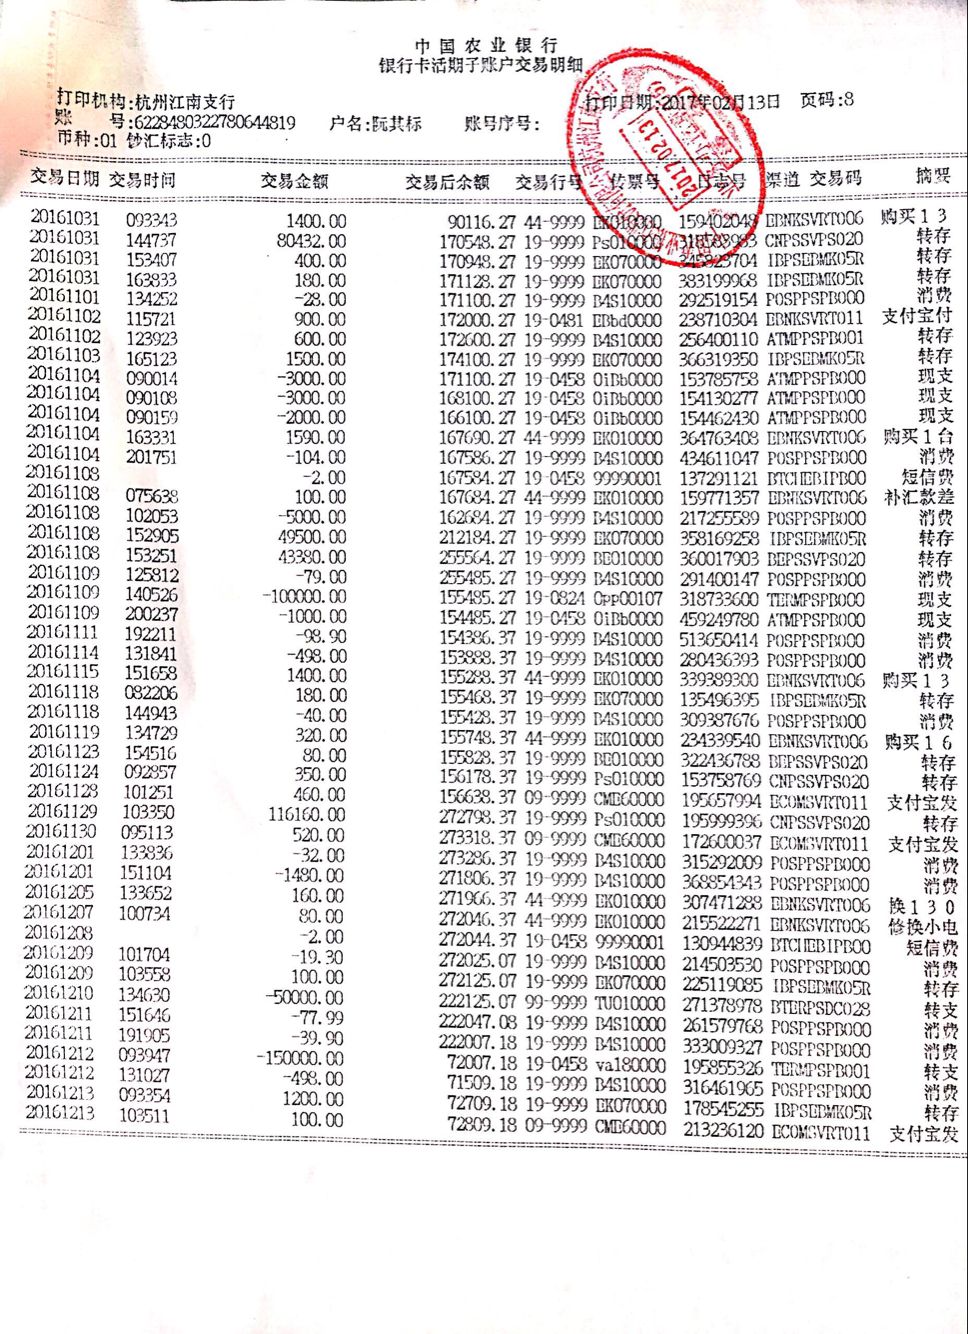 中国农业银行
银行卡活期子账户交易明细
打印机构:杭州江南支行 打印日期:2017年02月13日 页码:8
账 号:6228480322780644819 户名:阮其标 账号序号:
币种:01 钞汇标志:0
交易日期 交易时间 交易金额 交易后余额 交易行号 传票号 日志号 渠道 交易码 摘要
20161031 093343 1400.00 90116.27 44-9999 EK010000 159402048 EBNKSVRT006 购买13
20161031 144737 80432.00 170548.27 19-9999 Ps010000 CNPSSVPS020 转存
20161031 153407 400.00 170948.27 19-9999 EK070000 IBPSEBMK05R 转存
20161031 163833 180.00 171128.27 19-9999 EK070000 383199968 IBPSEBMK05R 转存
20161101 134252 -28.00 171100.27 19-9999 B4S10000 292519154 POSPPSPB000 消费
20161102 115721 900.00 172000.27 19-0481 EBbd0000 238710304 EBNKSVRT011 支付宝付
20161102 123923 600.00 172600.27 19-9999 B4S10000 256400110 ATMPPSPB001 转存
20161103 165123 1500.00 174100.27 19-9999 EK070000 366319350 IBPSEBMK05R 转存
20161104 090014 -3000.00 171100.27 19-0458 OiBb0000 153785758 ATMPPSPB000 现支
20161104 090108 -3000.00 168100.27 19-0458 OiBb0000 154130277 ATMPPSPB000 现支
20161104 090159 -2000.00 166100.27 19-0458 OiBb0000 154462430 ATMPPSPB000 现支
20161104 163331 1590.00 167690.27 44-9999 EK010000 364763408 EBNKSVRT006 购买1台
20161104 201751 -104.00 167586.27 19-9999 B4S10000 434611047 POSPPSPB000 消费
20161108 -2.00 167584.27 19-0458 99990001 137291121 BTCHEBIPB00 短信费
20161108 075638 100.00 167684.27 44-9999 EK010000 159771357 EBNKSVRT006 补汇款差
20161108 102053 -5000.00 162684.27 19-9999 B4S10000 217255589 POSPPSPB000 消费
20161108 152905 49500.00 212184.27 19-9999 EK070000 358169258 IBPSEBMK05R 转存
20161108 153251 43380.00 255564.27 19-9999 BE010000 360017903 BEPSSVPS020 转存
20161109 125812 -79.00 255485.27 19-9999 B4S10000 291400147 POSPPSPB000 消费
20161109 140526 -100000.00 155485.27 19-0824 Opp00107 318733600 TERMPSPB000 现支
20161109 200237 -1000.00 154485.27 19-0458 OiBb0000 459249780 ATMPPSPB000 现支
20161111 192211 -98.90 154386.37 19-9999 B4S10000 513650414 POSPPSPB000 消费
20161114 131841 -498.00 153888.37 19-9999 B4S10000 280436393 POSPPSPB000 消费
20161115 151658 1400.00 155288.37 44-9999 EK010000 339389300 EBNKSVRT006 购买13
20161118 082206 180.00 155468.37 19-9999 EK070000 135496395 IBPSEBMK05R 转存
20161118 144943 -40.00 155428.37 19-9999 B4S10000 309387676 POSPPSPB000 消费
20161119 134729 320.00 155748.37 44-9999 EK010000 234339540 EBNKSVRT006 购买16
20161123 154516 80.00 155828.37 19-9999 BE010000 322436788 BEPSSVPS020 转存
20161124 092857 350.00 156178.37 19-9999 Ps010000 153758769 CNPSSVPS020 转存
20161128 101251 460.00 156638.37 09-9999 CME60000 195657994 ECOMSVRT011 支付宝发
20161129 103350 116160.00 272798.37 19-9999 Ps010000 195999396 CNPSSVPS020 转存
20161130 095113 520.00 273318.37 09-9999 CME60000 172600037 ECOMSVRT011 支付宝发
20161201 133836 -32.00 273286.37 19-9999 B4S10000 315292009 POSPPSPB000 消费
20161201 151104 -1480.00 271806.37 19-9999 B4S10000 368854343 POSPPSPB000 消费
20161205 133652 160.00 271966.37 44-9999 EK010000 307471288 EBNKSVRT006 换130
20161207 100734 80.00 272046.37 44-9999 EK010000 215522271 EBNKSVRT006 修换小电
20161208 -2.00 272044.37 19-0458 99990001 130944839 BTCHEBIPB00 短信费
20161209 101704 -19.30 272025.07 19-9999 B4S10000 214503530 POSPPSPB000 消费
20161209 103558 100.00 272125.07 19-9999 EK070000 225119085 IBPSEBMK05R 转存
20161210 134630 -50000.00 222125.07 99-9999 TU010000 271378978 BTERPSDC028 转支
20161211 151646 -77.99 222047.08 19-9999 B4S10000 261579768 POSPPSPB000 消费
20161211 191905 -39.90 222007.18 19-9999 B4S10000 333009327 POSPPSPB000 消费
20161212 093947 -150000.00 72007.18 19-0458 va180000 195855326 TERMPSPB001 转支
20161212 131027 -498.00 71509.18 19-9999 B4S10000 316461965 POSPPSPB000 消费
20161213 093354 1200.00 72709.18 19-9999 EK070000 178545255 IBPSEBMK05R 转存
20161213 103511 100.00 72809.18 09-9999 CME60000 213236120 ECOMSVRT011 支付宝发
2017.02.13